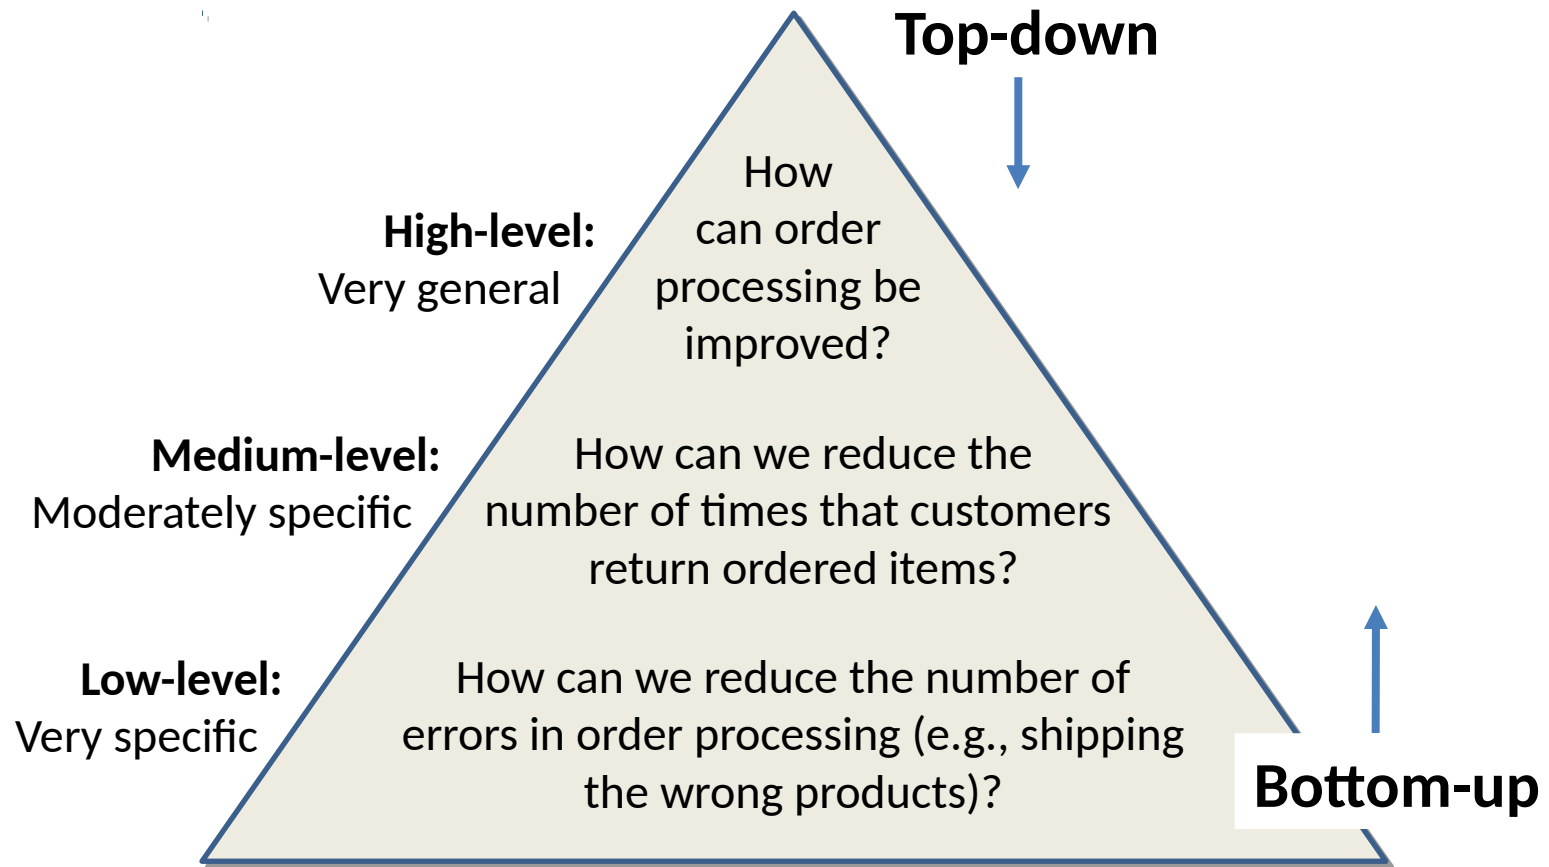 Top-down
How
can order
processing be
improved?
High-level:
Very general
How can we reduce the
number of times that customers
return ordered items?
Medium-level:
Moderately specific
How can we reduce the number of
errors in order processing (e.g., shipping
the wrong products)?
Low-level:
Very specific
Bottom-up